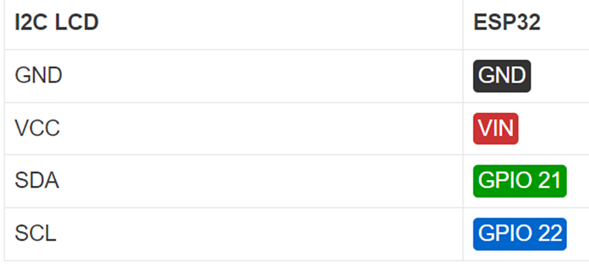 I2C LCD ESP32
GND GND
VCC VIN
SDA GPIO 21
SCL GPIO 22